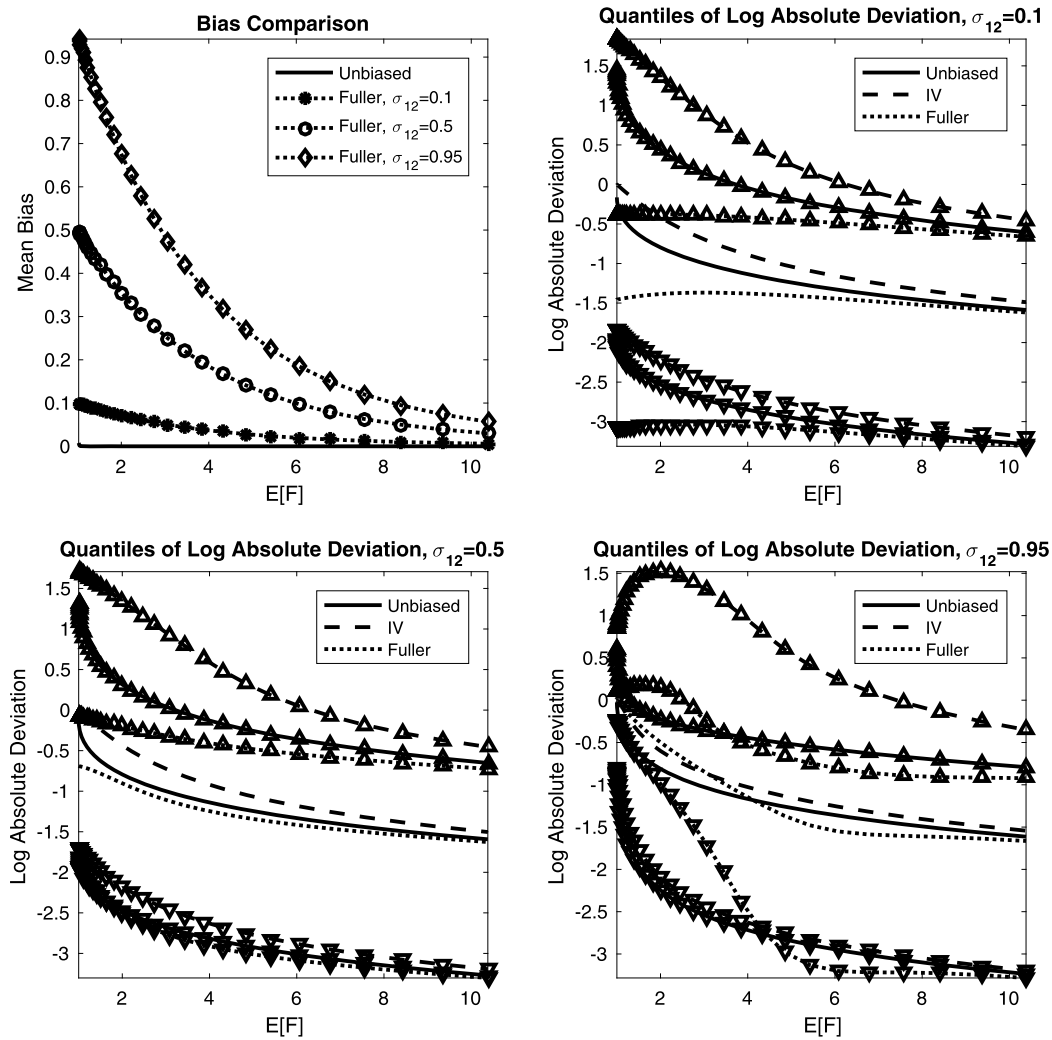 Bias Comparison
Mean Bias
0.9
0.8
0.7
0.6
0.5
0.4
0.3
0.2
0.1
0
2 4 6 8 10
E[F]
Unbiased
Fuller, σ12=0.1
Fuller, σ12=0.5
Fuller, σ12=0.95
Quantiles of Log Absolute Deviation, σ12=0.1
Log Absolute Deviation
1.5
1
0.5
0
-0.5
-1
-1.5
-2
-2.5
-3
2 4 6 8 10
E[F]
Unbiased
IV
Fuller
Quantiles of Log Absolute Deviation, σ12=0.5
Log Absolute Deviation
1.5
1
0.5
0
-0.5
-1
-1.5
-2
-2.5
-3
2 4 6 8 10
E[F]
Unbiased
IV
Fuller
Quantiles of Log Absolute Deviation, σ12=0.95
Log Absolute Deviation
1.5
1
0.5
0
-0.5
-1
-1.5
-2
-2.5
-3
2 4 6 8 10
E[F]
Unbiased
IV
Fuller